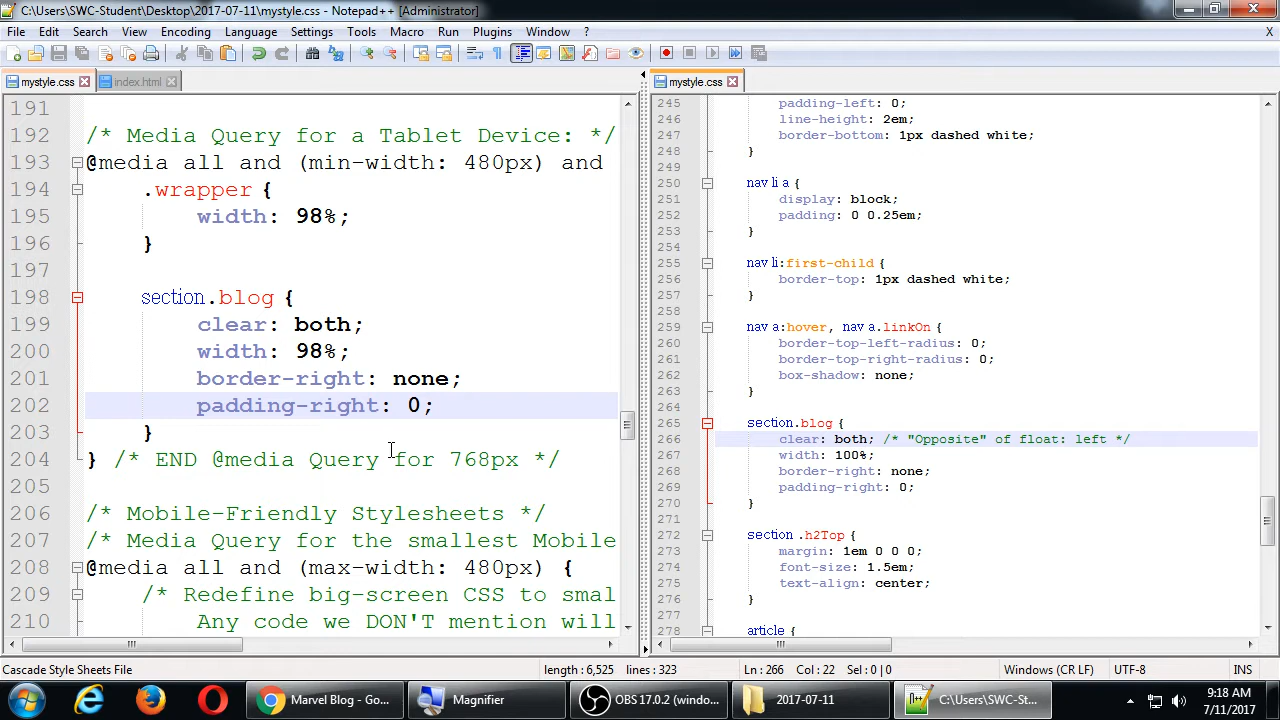 C:\Users\SWC-Student\Desktop\2017-07-11\mystyle.css - Notepad++ [Administrator]
File Edit Search View Encoding Language Settings Tools Macro Run Plugins Window ? X
mystyle.css index.html
191
192 /* Media Query for a Tablet Device: */
193 @media all and (min-width: 480px) and
194 .wrapper {
195 width: 98%;
196 }
197
198 section.blog {
199 clear: both;
200 width: 98%;
201 border-right: none;
202 padding-right: 0;
203 }
204 } /* END @media Query for 768px */
205
206 /* Mobile-Friendly Stylesheets */
207 /* Media Query for the smallest Mobile
208 @media all and (max-width: 480px) {
209 /* Redefine big-screen CSS to smal
210 Any code we DON'T mention will
mystyle.css
245 padding-left: 0;
246 line-height: 2em;
247 border-bottom: 1px dashed white;
248 }
249
250 nav li a {
251 display: block;
252 padding: 0 0.25em;
253 }
254
255 nav li:first-child {
256 border-top: 1px dashed white;
257 }
258
259 nav a:hover, nav a.linkOn {
260 border-top-left-radius: 0;
261 border-top-right-radius: 0;
262 box-shadow: none;
263 }
264
265 section.blog {
266 clear: both; /* "Opposite" of float: left */
267 width: 100%;
268 border-right: none;
269 padding-right: 0;
270 }
271
272 section .h2Top {
273 margin: 1em 0 0 0;
274 font-size: 1.5em;
275 text-align: center;
276 }
277
278 article {
Cascade Style Sheets File length : 6,525 lines : 323 Ln : 266 Col : 22 Sel : 0 | 0 Windows (CR LF) UTF-8 INS
Marvel Blog - Go... Magnifier OBS 17.0.2 (windo... 2017-07-11 C:\Users\SWC-St... 9:18 AM
7/11/2017